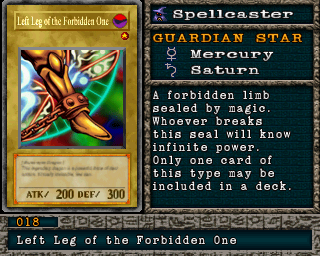 Left Leg of the Forbidden One
ATK/ 200 DEF/ 300
Spellcaster
GUARDIAN STAR
Mercury
Saturn
A forbidden limb
sealed by magic.
Whoever breaks
this seal will know
infinite power.
Only one card of
this type may be
included in a deck.
018
Left Leg of the Forbidden One